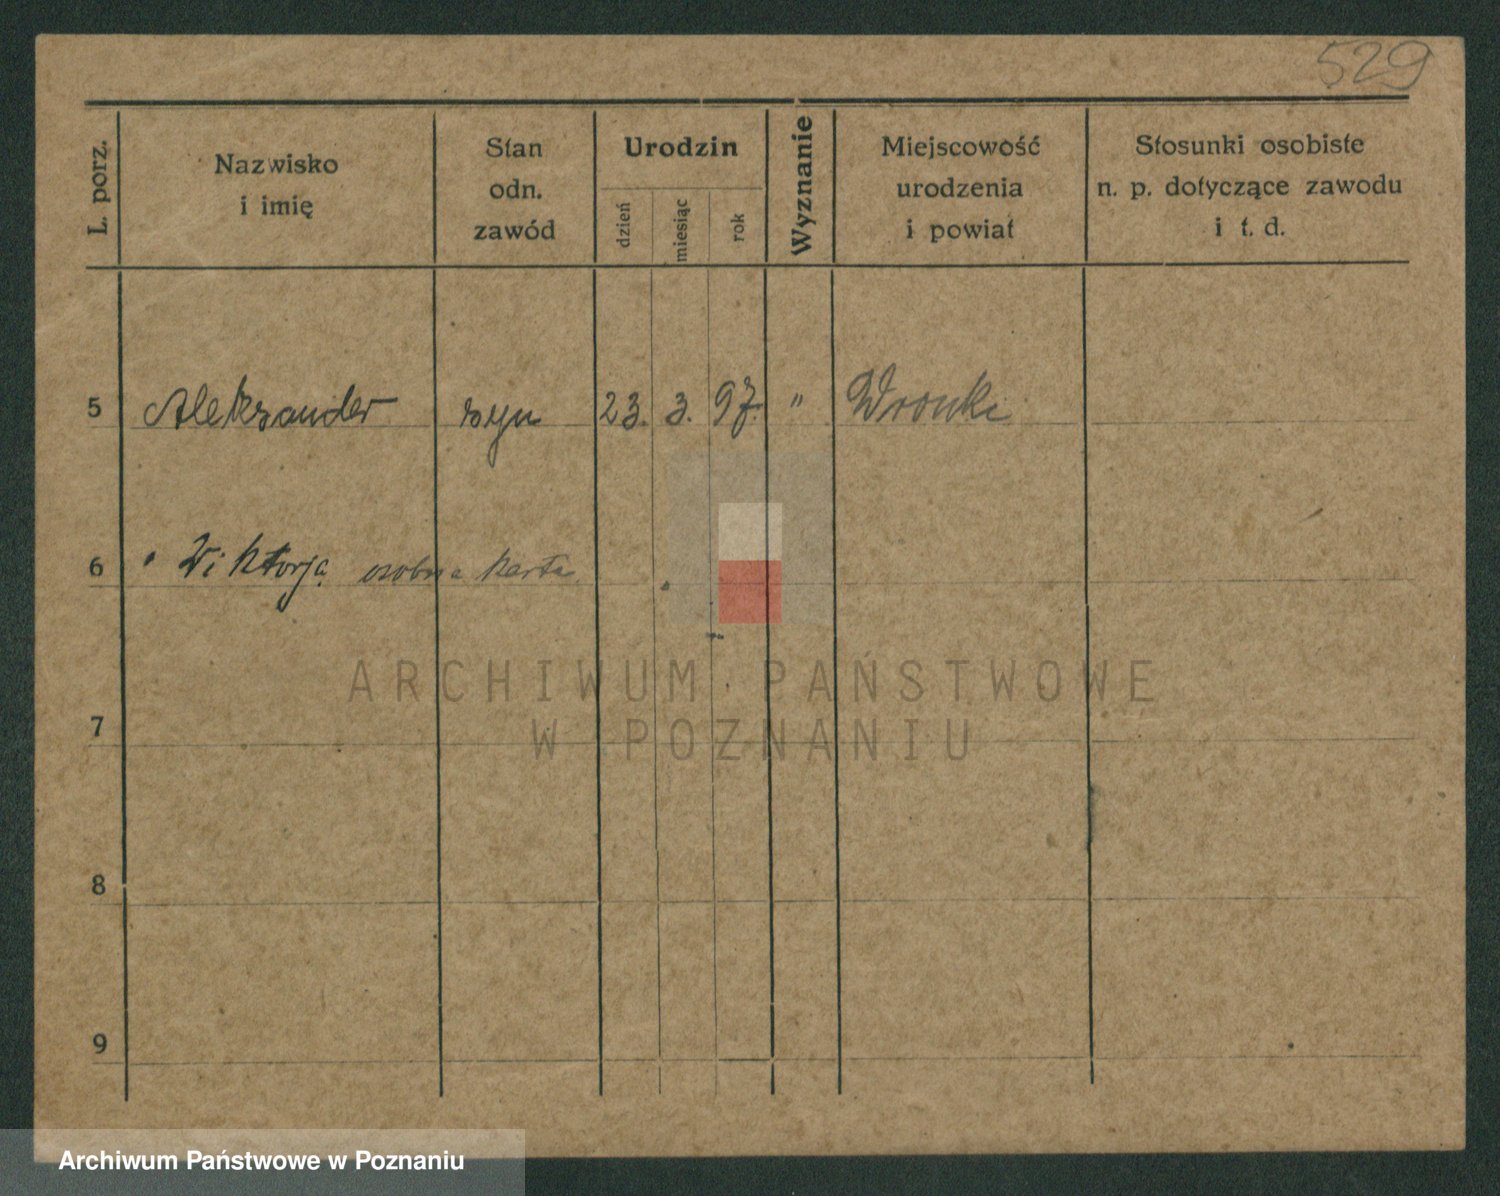 529
L. porz.
Nazwisko
i imię
Stan
odn.
zawód
Urodzin
dzień
miesiąc
rok
Wyznanie
Miejscowość
urodzenia
i powiat
Stosunki osobiste
n. p. dotyczące zawodu
i t. d.
5 Aleksander syn 23. 3. 97. " Wronki
6 Wiktorja osobna karta
7
8
9
ARCHIWUM PAŃSTWOWE
W POZNANIU
Archiwum Państwowe w Poznaniu